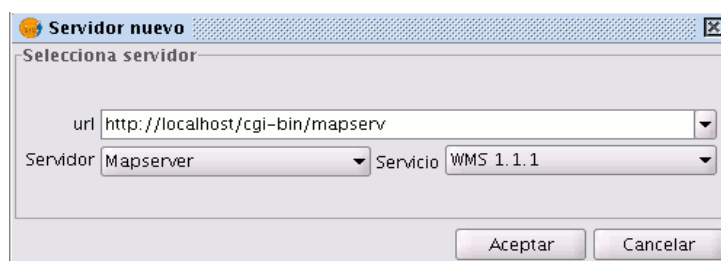 Servidor nuevo
Selecciona servidor
url http://localhost/cgi-bin/mapserv
Servidor Mapserver Servicio WMS 1.1.1
Aceptar Cancelar